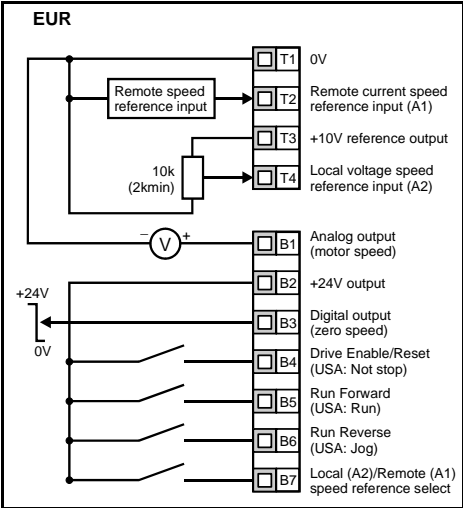 EUR
T1 0V
Remote speed
reference input
T2 Remote current speed
reference input (A1)
T3 +10V reference output
10k
(2kmin)
T4 Local voltage speed
reference input (A2)
− V +
B1 Analog output
(motor speed)
B2 +24V output
+24V
0V
B3 Digital output
(zero speed)
B4 Drive Enable/Reset
(USA: Not stop)
B5 Run Forward
(USA: Run)
B6 Run Reverse
(USA: Jog)
B7 Local (A2)/Remote (A1)
speed reference select